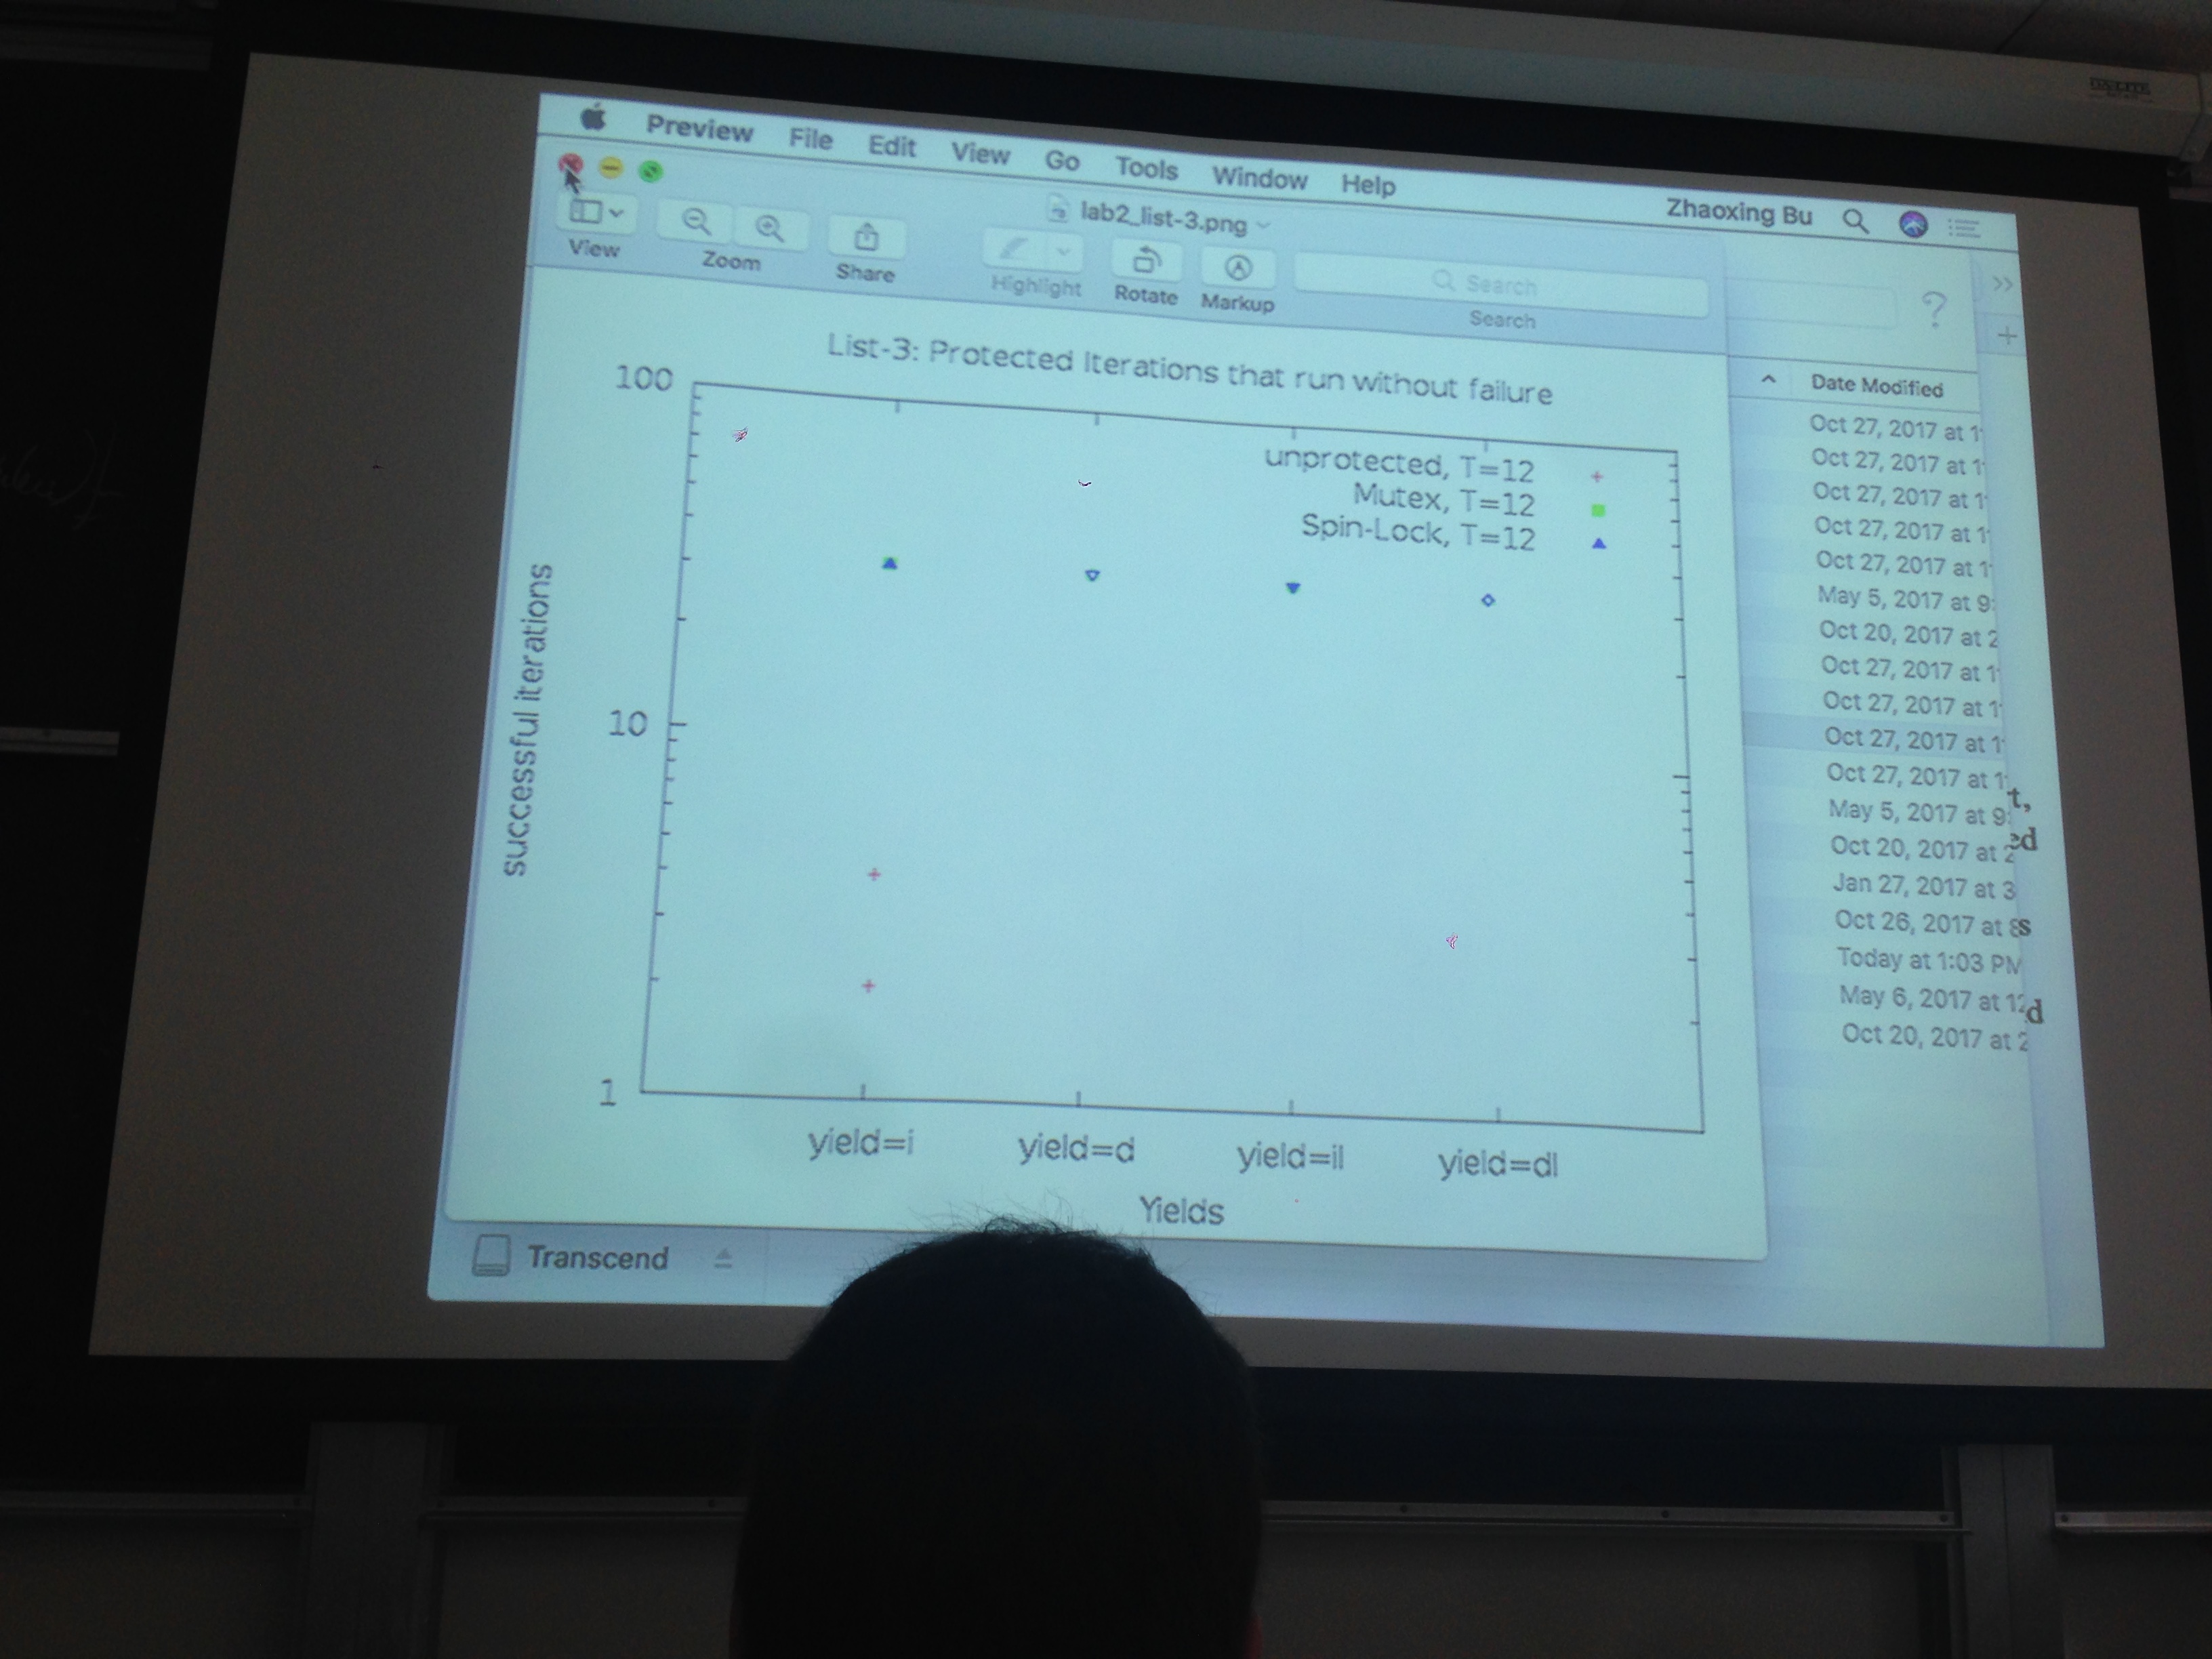 DA-LITE
Preview File Edit View Go Tools Window Help
Zhaoxing Bu
lab2_list-3.png
View Zoom Share Highlight Rotate Markup Search
Search
?
Date Modified
List-3: Protected Iterations that run without failure
100
10
1
successful iterations
unprotected, T=12
Mutex, T=12
Spin-Lock, T=12
yield=i yield=d yield=il yield=dl
Yields
Oct 27, 2017 at 1
Oct 27, 2017 at 1
Oct 27, 2017 at 1
Oct 27, 2017 at 1
Oct 27, 2017 at 1
May 5, 2017 at 9:
Oct 20, 2017 at 2
Oct 27, 2017 at 1
Oct 27, 2017 at 1
Oct 27, 2017 at 1
Oct 27, 2017 at 1
May 5, 2017 at 9:
Oct 20, 2017 at 2
Jan 27, 2017 at 3
Oct 26, 2017 at 8
Today at 1:03 PM
May 6, 2017 at 12
Oct 20, 2017 at 2
t,
ed
s
d
Transcend